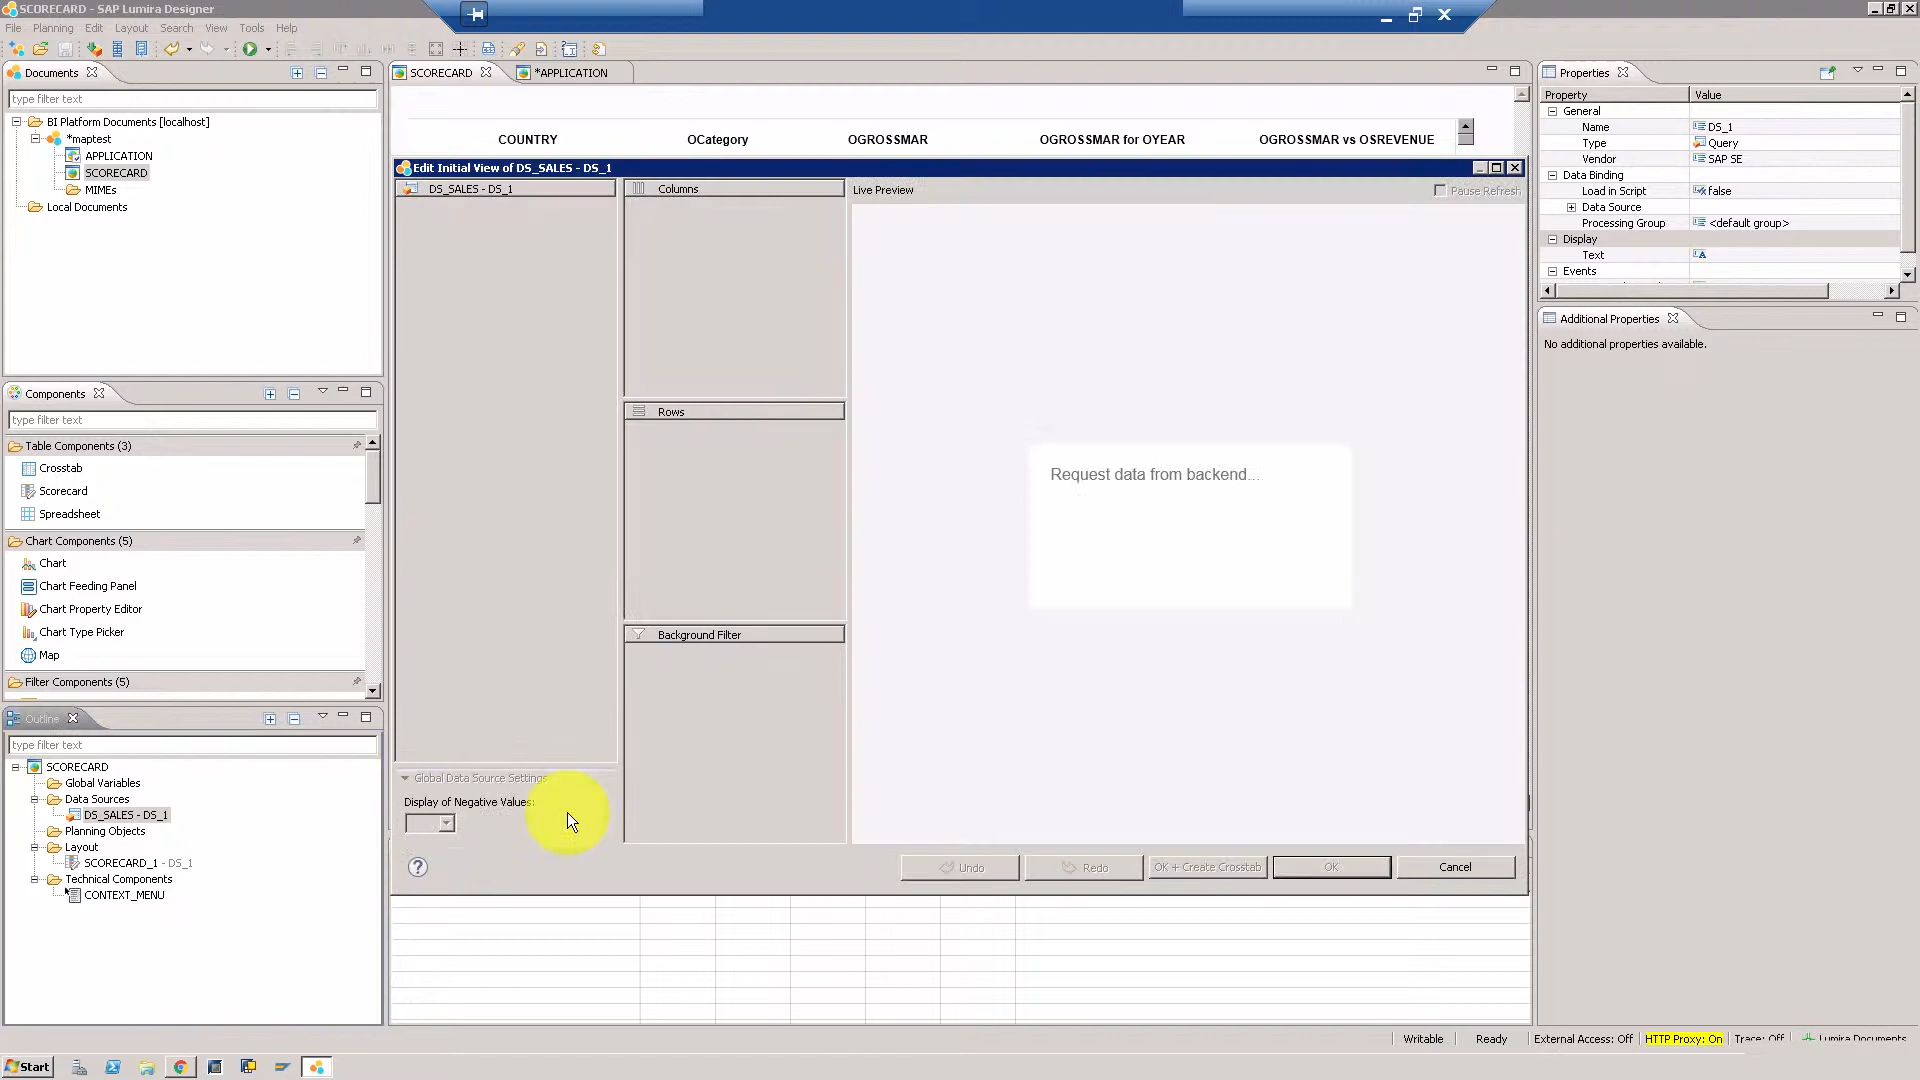 SCORECARD - SAP Lumira Designer
File Planning Edit Layout Search View Tools Help
Documents
type filter text
BI Platform Documents [localhost]
*maptest
APPLICATION
SCORECARD
MIMEs
Local Documents
Components
type filter text
Table Components (3)
Crosstab
Scorecard
Spreadsheet
Chart Components (5)
Chart
Chart Feeding Panel
Chart Property Editor
Chart Type Picker
Map
Filter Components (5)
Outline
type filter text
SCORECARD
Global Variables
Data Sources
DS_SALES - DS_1
Planning Objects
Layout
SCORECARD_1 - DS_1
Technical Components
CONTEXT_MENU
SCORECARD *APPLICATION
COUNTRY OCategory OGROSSMAR OGROSSMAR for OYEAR OGROSSMAR vs OSREVENUE
Edit Initial View of DS_SALES - DS_1
DS_SALES - DS_1
Columns
Rows
Background Filter
Live Preview
Pause Refresh
Request data from backend...
Global Data Source Settings
Display of Negative Values:
Undo Redo OK + Create Crosstab OK Cancel
Properties
Property Value
General
Name DS_1
Type Query
Vendor SAP SE
Data Binding
Load in Script false
Data Source
Processing Group <default group>
Display
Text
Events
Additional Properties
No additional properties available.
Writable Ready External Access: Off HTTP Proxy: On Trace: Off Lumira Documents
Start